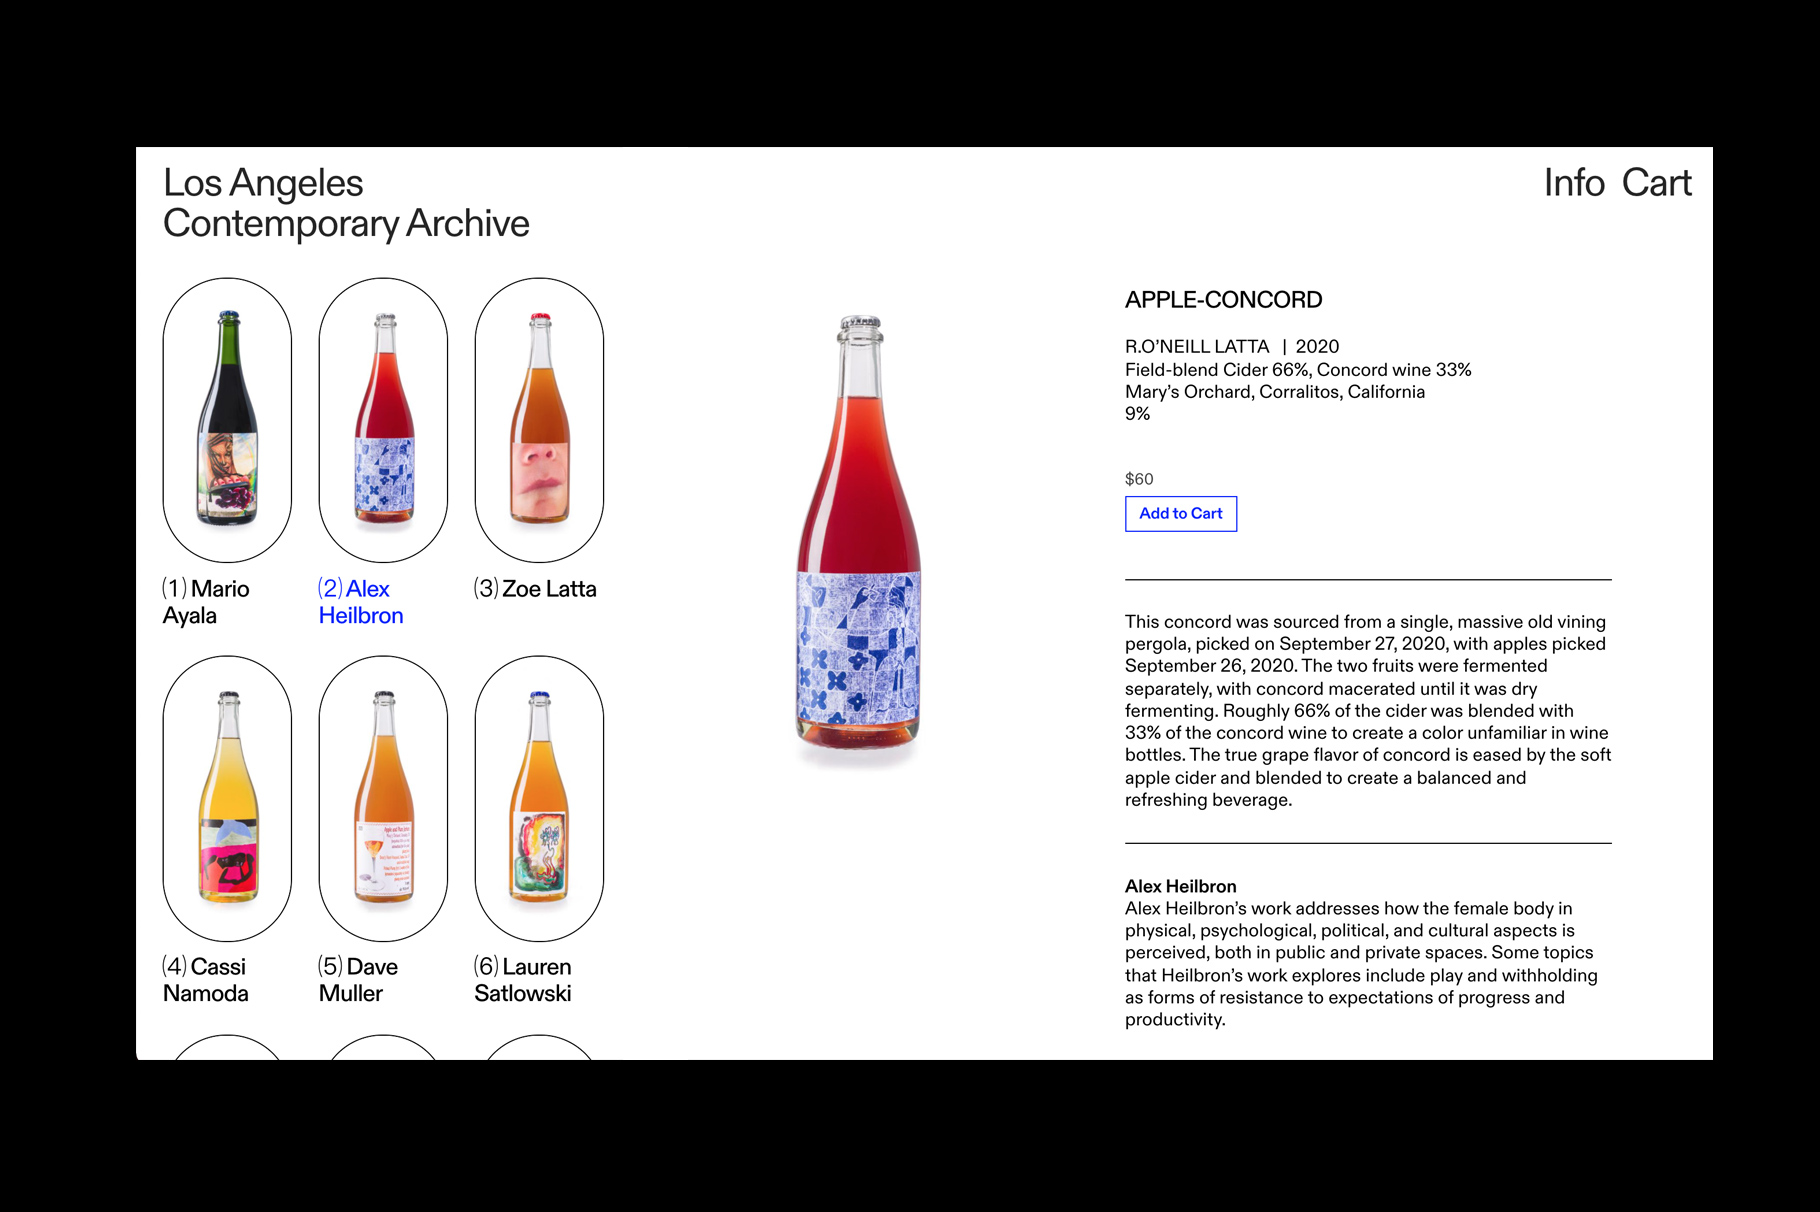 Los Angeles
Contemporary Archive
Info Cart
(1) Mario
Ayala
(2) Alex
Heilbron
(3) Zoe Latta
(4) Cassi
Namoda
(5) Dave
Muller
(6) Lauren
Satlowski
APPLE-CONCORD
R.O’NEILL LATTA | 2020
Field-blend Cider 66%, Concord wine 33%
Mary’s Orchard, Corralitos, California
9%
$60
Add to Cart
This concord was sourced from a single, massive old vining
pergola, picked on September 27, 2020, with apples picked
September 26, 2020. The two fruits were fermented
separately, with concord macerated until it was dry
fermenting. Roughly 66% of the cider was blended with
33% of the concord wine to create a color unfamiliar in wine
bottles. The true grape flavor of concord is eased by the soft
apple cider and blended to create a balanced and
refreshing beverage.
Alex Heilbron
Alex Heilbron’s work addresses how the female body in
physical, psychological, political, and cultural aspects is
perceived, both in public and private spaces. Some topics
that Heilbron’s work explores include play and withholding
as forms of resistance to expectations of progress and
productivity.